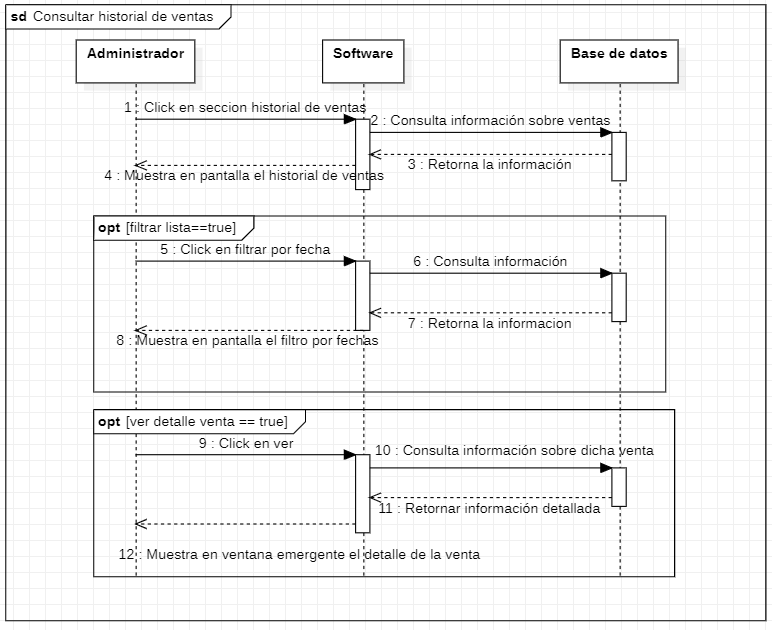 sd Consultar historial de ventas
Administrador
Software
Base de datos
1 : Click en seccion historial de ventas
2 : Consulta información sobre ventas
3 : Retorna la información
4 : Muestra en pantalla el historial de ventas
opt [filtrar lista==true]
5 : Click en filtrar por fecha
6 : Consulta información
7 : Retorna la informacion
8 : Muestra en pantalla el filtro por fechas
opt [ver detalle venta == true]
9 : Click en ver
10 : Consulta información sobre dicha venta
11 : Retornar información detallada
12 : Muestra en ventana emergente el detalle de la venta